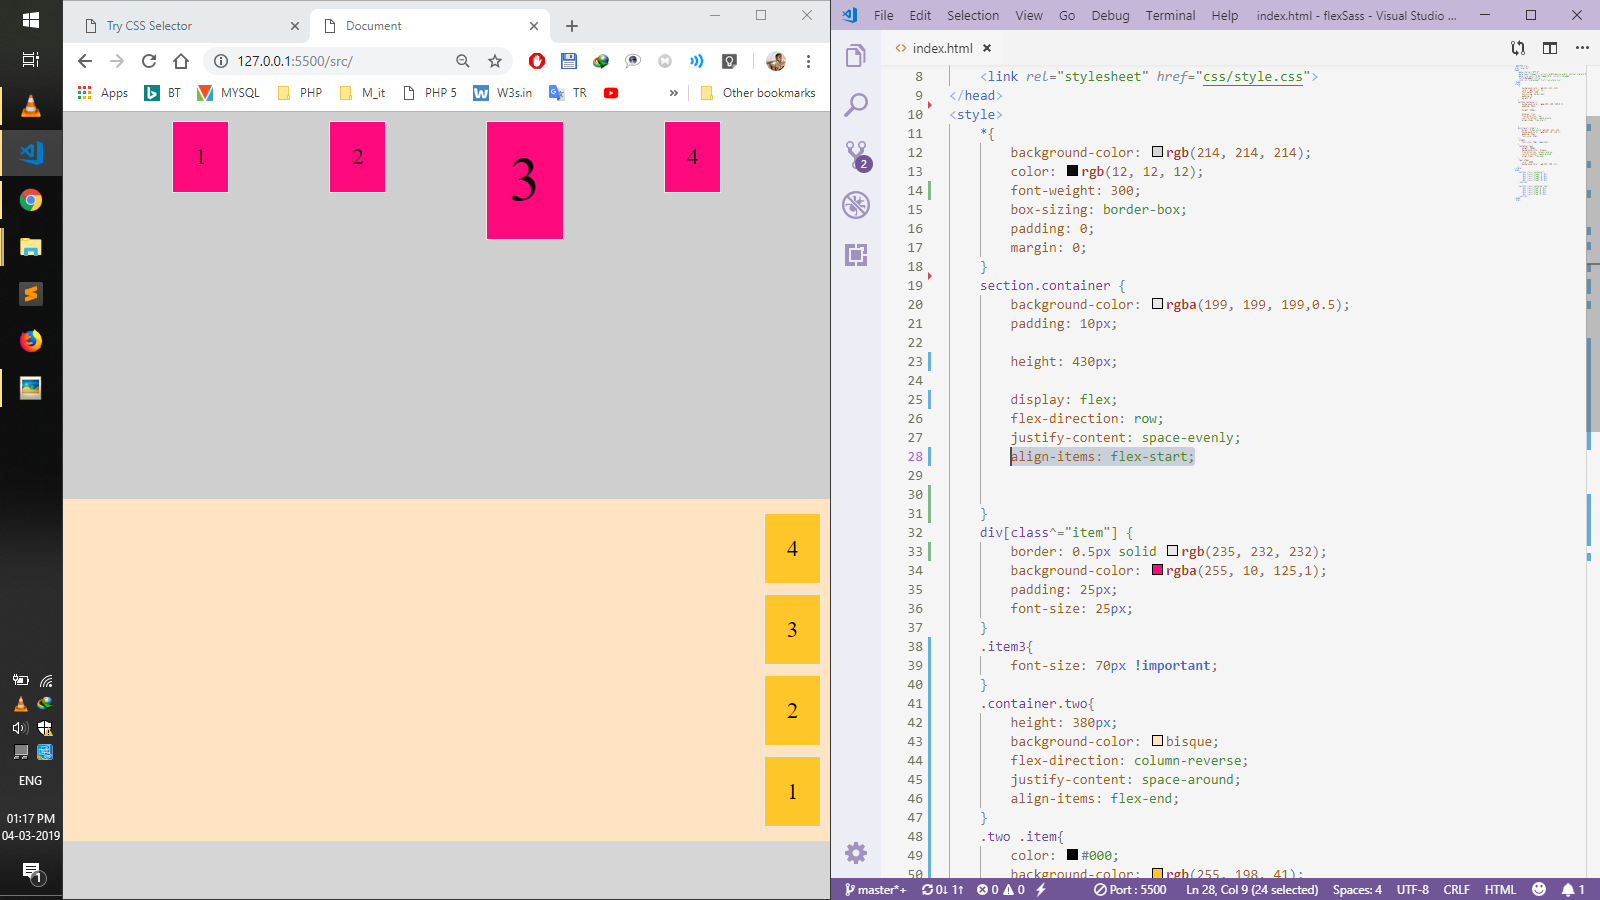 Try CSS Selector
Document
127.0.0.1:5500/src/
Apps
BT
MYSQL
PHP
M_it
PHP 5
W3s.in
TR
»
Other bookmarks
1
2
3
4
4
3
2
1
ENG
01:17 PM
04-03-2019
1
File Edit Selection View Go Debug Terminal Help index.html - flexSass - Visual Studio ...
<> index.html
2
8 <link rel="stylesheet" href="css/style.css">
9 </head>
10 <style>
11 *{
12 background-color: rgb(214, 214, 214);
13 color: rgb(12, 12, 12);
14 font-weight: 300;
15 box-sizing: border-box;
16 padding: 0;
17 margin: 0;
18 }
19 section.container {
20 background-color: rgba(199, 199, 199,0.5);
21 padding: 10px;
22
23 height: 430px;
24
25 display: flex;
26 flex-direction: row;
27 justify-content: space-evenly;
28 align-items: flex-start;
29
30
31 }
32 div[class^="item"] {
33 border: 0.5px solid rgb(235, 232, 232);
34 background-color: rgba(255, 10, 125,1);
35 padding: 25px;
36 font-size: 25px;
37 }
38 .item3{
39 font-size: 70px !important;
40 }
41 .container.two{
42 height: 380px;
43 background-color: bisque;
44 flex-direction: column-reverse;
45 justify-content: space-around;
46 align-items: flex-end;
47 }
48 .two .item{
49 color: #000;
50 background-color: rgb(255, 198, 41);
master*+ 0↓ 1↑ 0 0 Port : 5500 Ln 28, Col 9 (24 selected) Spaces: 4 UTF-8 CRLF HTML 1